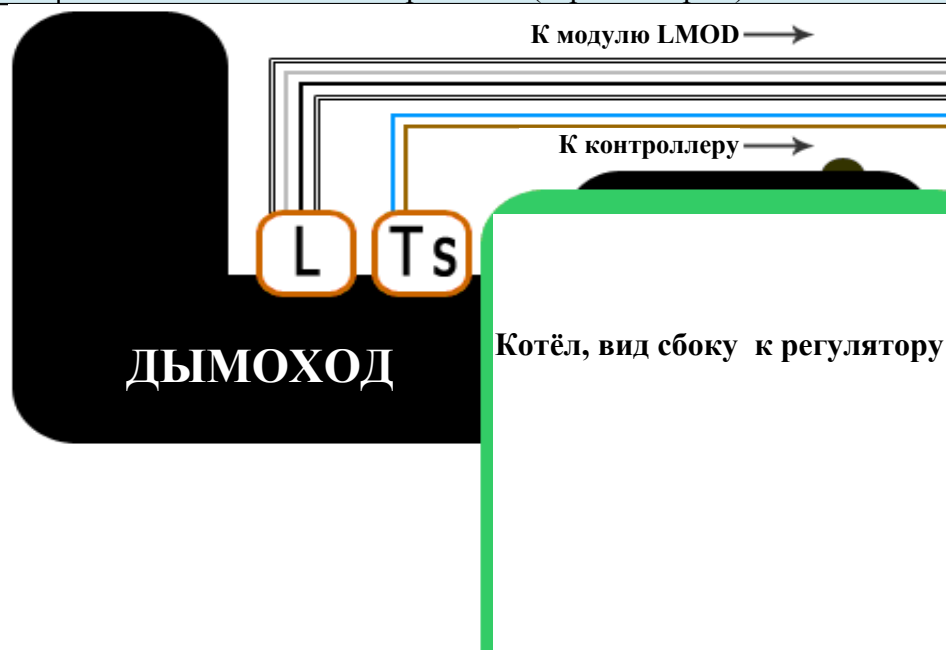 К модулю LMOD
К контроллеру
L
Ts
ДЫМОХОД
Котёл, вид сбоку к регулятору